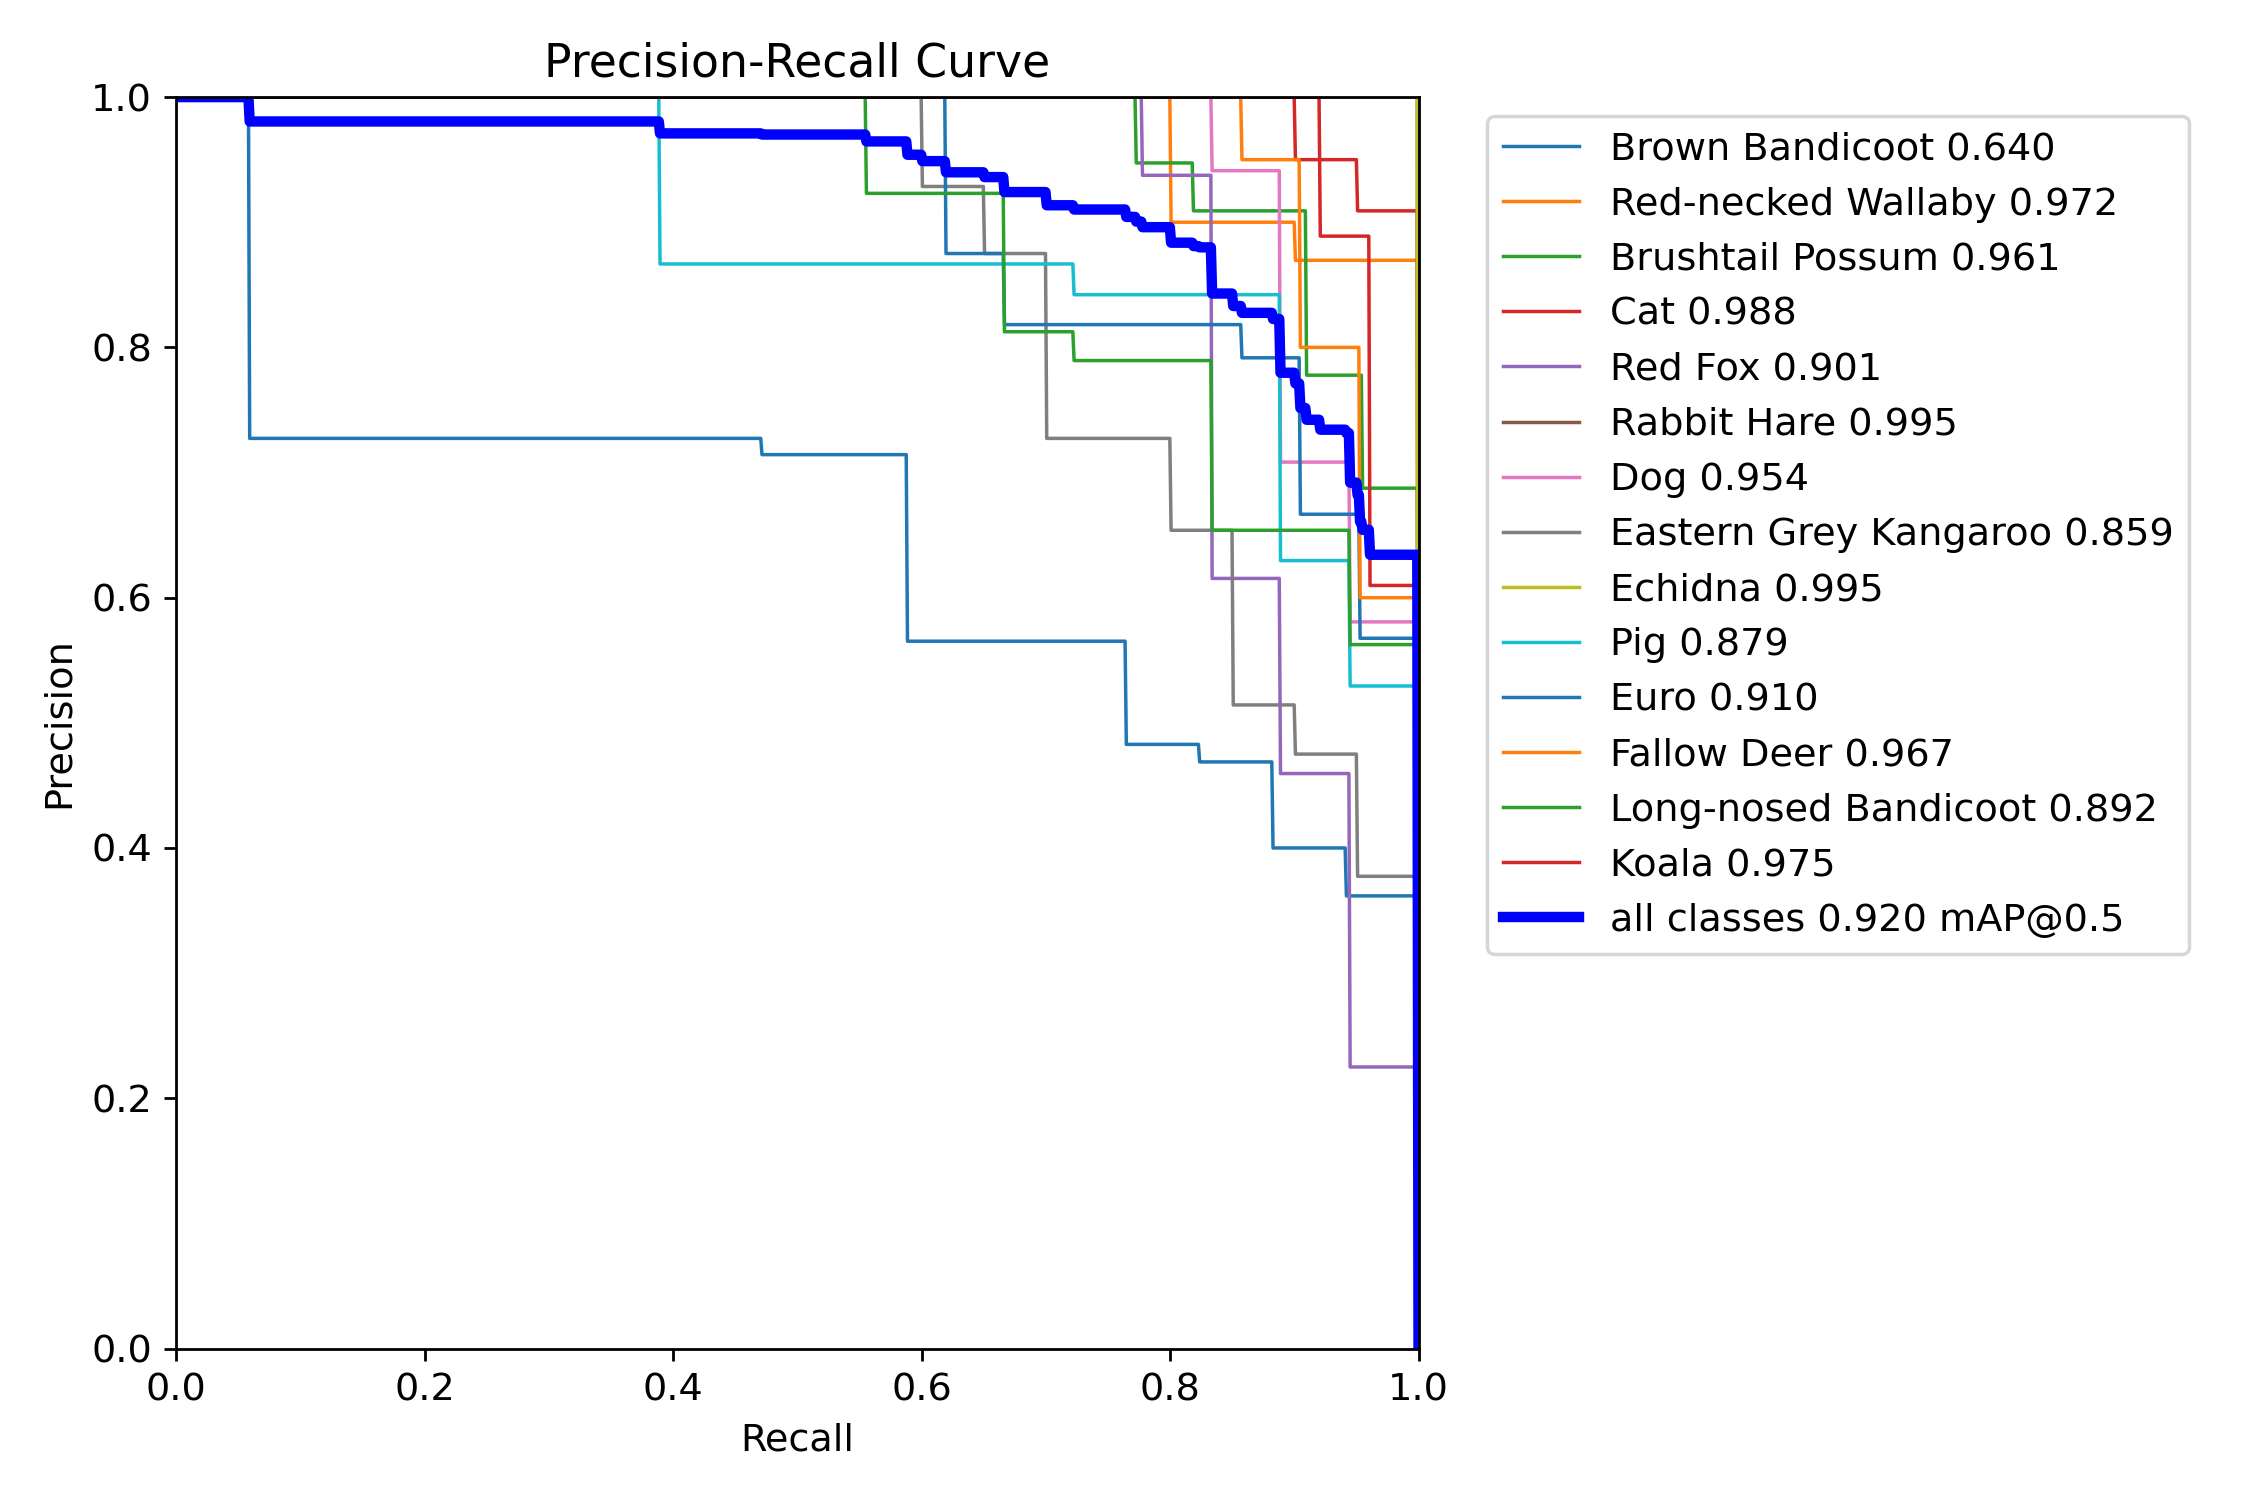 Precision-Recall Curve
1.0
0.8
0.6
0.4
0.2
0.0
Precision
0.0 0.2 0.4 0.6 0.8 1.0
Recall
Brown Bandicoot 0.640
Red-necked Wallaby 0.972
Brushtail Possum 0.961
Cat 0.988
Red Fox 0.901
Rabbit Hare 0.995
Dog 0.954
Eastern Grey Kangaroo 0.859
Echidna 0.995
Pig 0.879
Euro 0.910
Fallow Deer 0.967
Long-nosed Bandicoot 0.892
Koala 0.975
all classes 0.920 mAP@0.5